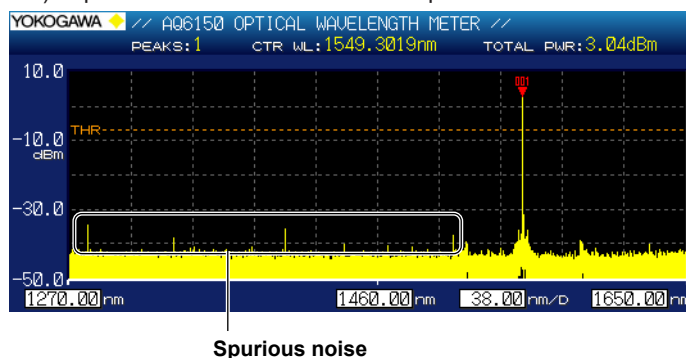 YOKOGAWA // AQ6150 OPTICAL WAVELENGTH METER //
PEAKS:1 CTR WL:1549.3019nm TOTAL PWR:3.04dBm
10.0
001
THR
-10.0
dBm
-30.0
-50.0
1270.00nm 1460.00nm 38.00nm/D 1650.00nm
Spurious noise